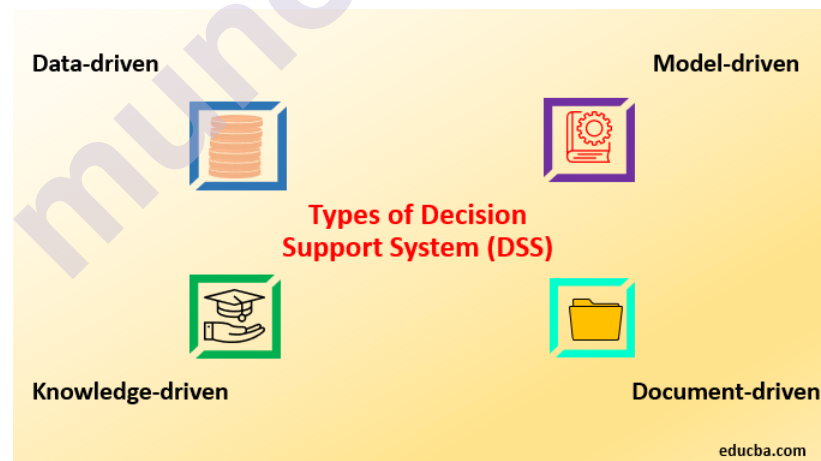 Data-driven
Model-driven
Types of Decision
Support System (DSS)
Knowledge-driven
Document-driven
educba.com